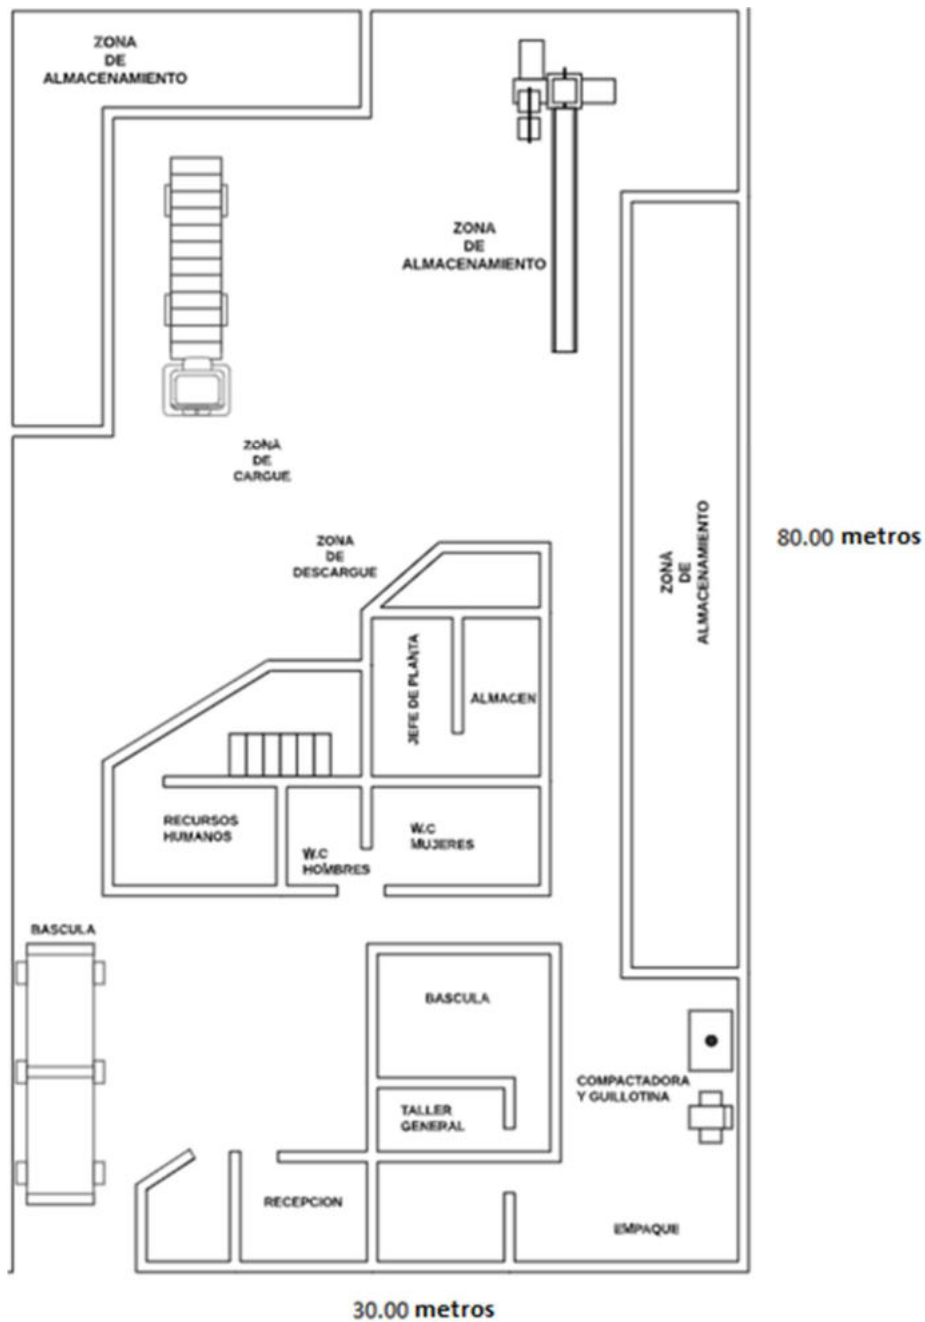 ZONA
DE
ALMACENAMIENTO
ZONA
DE
ALMACENAMIENTO
ZONA
DE
CARGUE
ZONA
DE
ALMACENAMIENTO
80.00 metros
ZONA
DE
DESCARGUE
JEFE DE PLANTA
ALMACEN
RECURSOS
HUMANOS
W.C
HOMBRES
W.C
MUJERES
BASCULA
BASCULA
COMPACTADORA
Y GUILLOTINA
TALLER
GENERAL
RECEPCION
EMPAQUE
30.00 metros